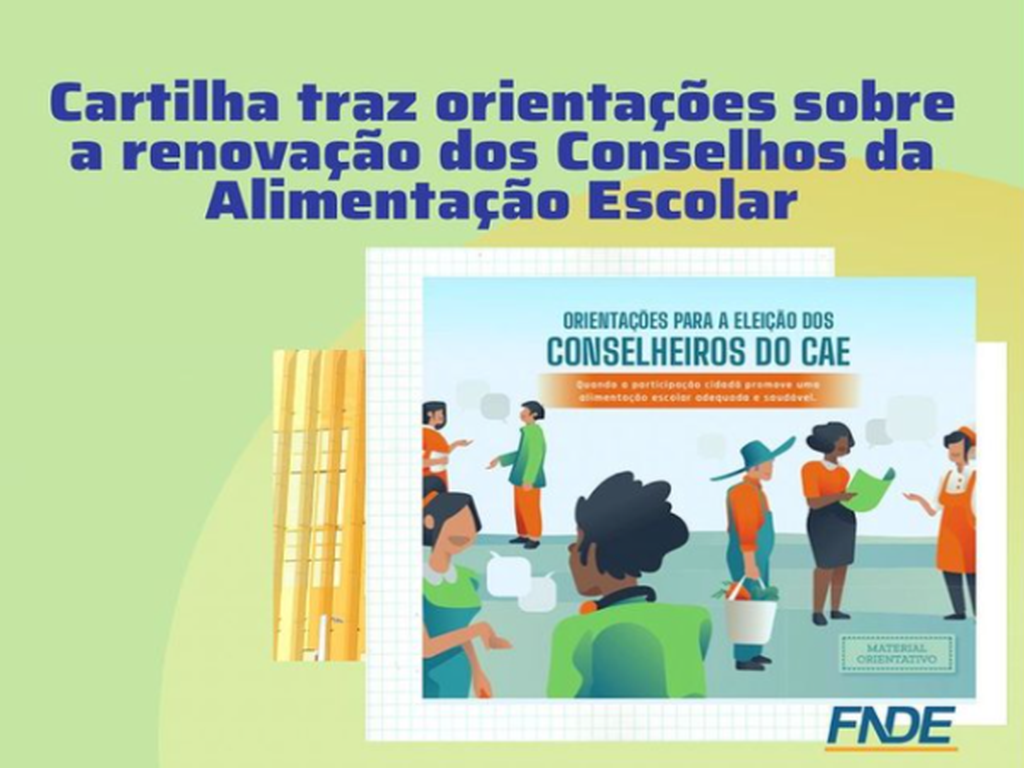 Cartilha traz orientações sobre
a renovação dos Conselhos da
Alimentação Escolar
ORIENTAÇÕES PARA A ELEIÇÃO DOS
CONSELHEIROS DO CAE
Quando a participação cidadã promove uma
alimentação escolar adequada e saudável.
MATERIAL
ORIENTATIVO
FNDE